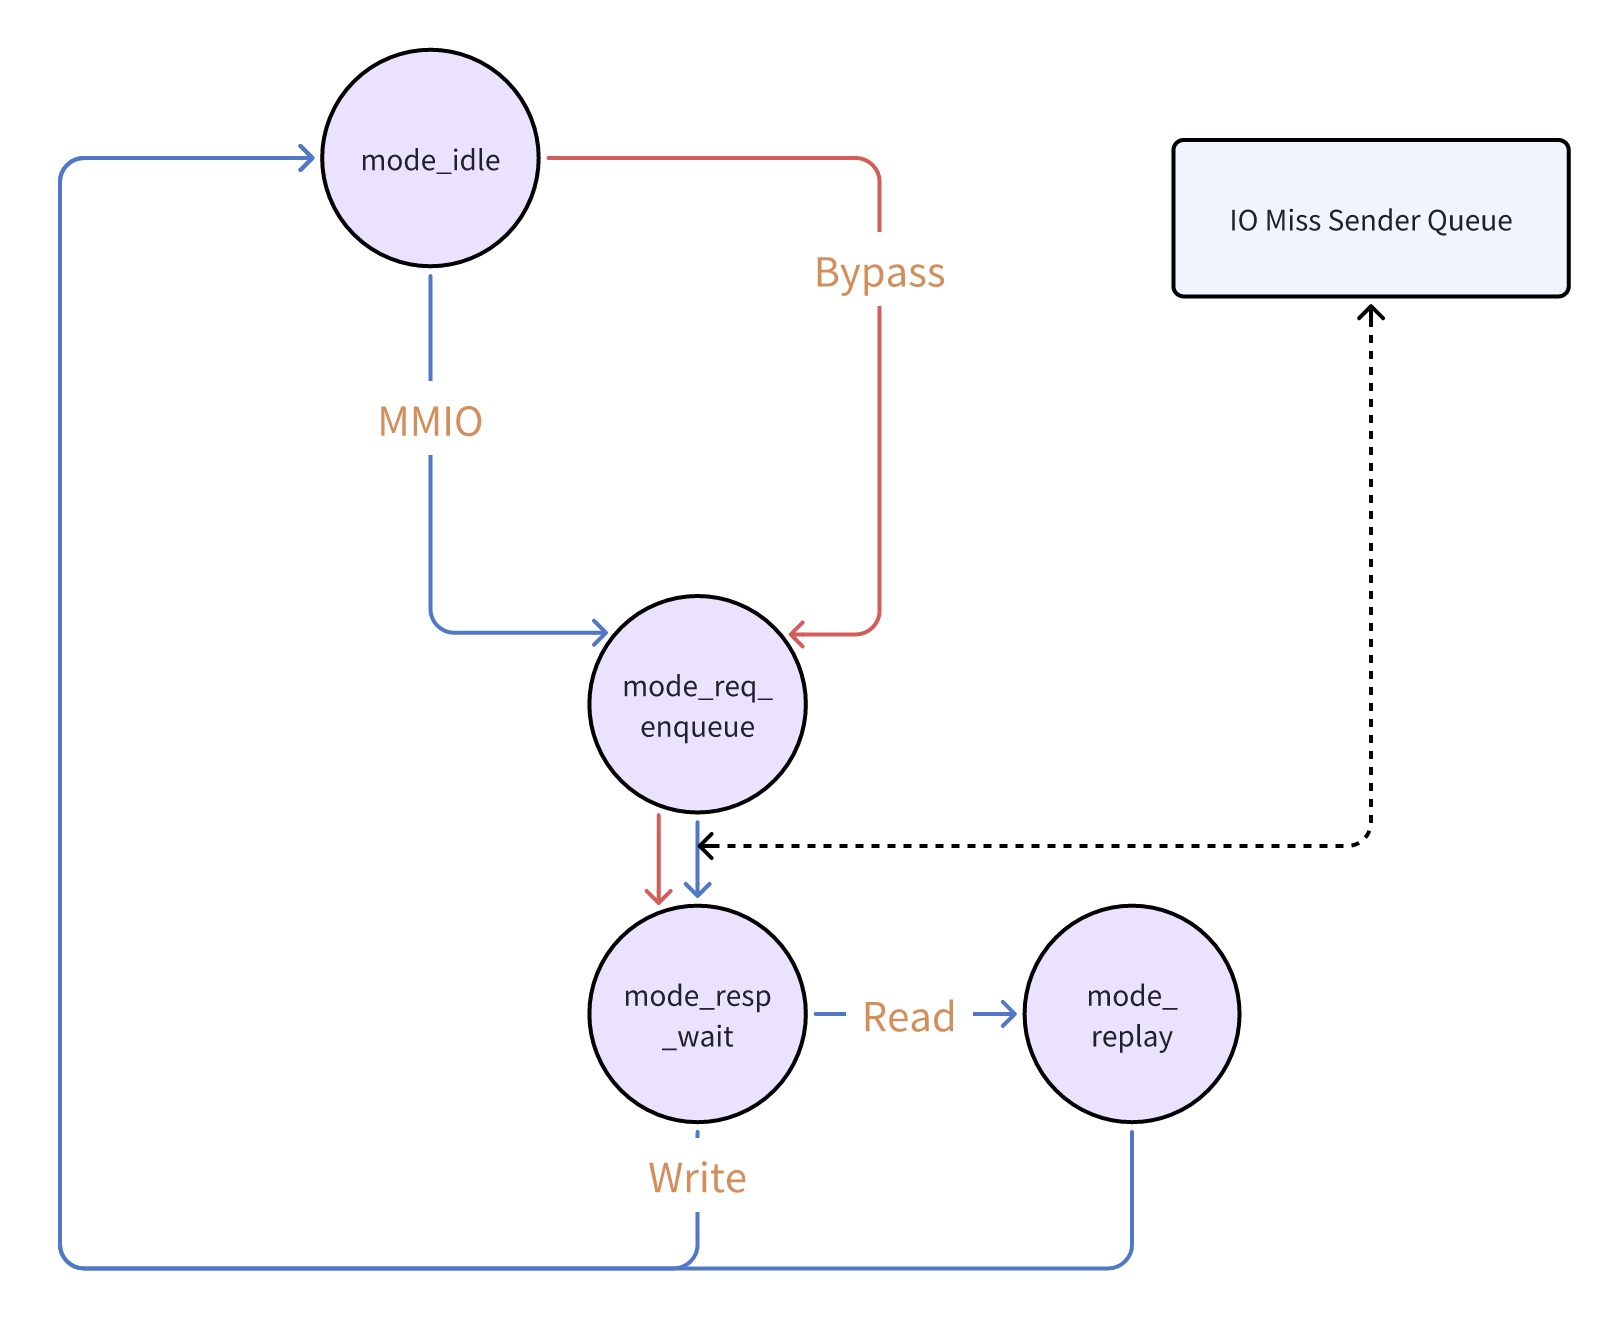 mode_idle
IO Miss Sender Queue
Bypass
MMIO
mode_req_
enqueue
mode_resp
_wait
Read
mode_
replay
Write